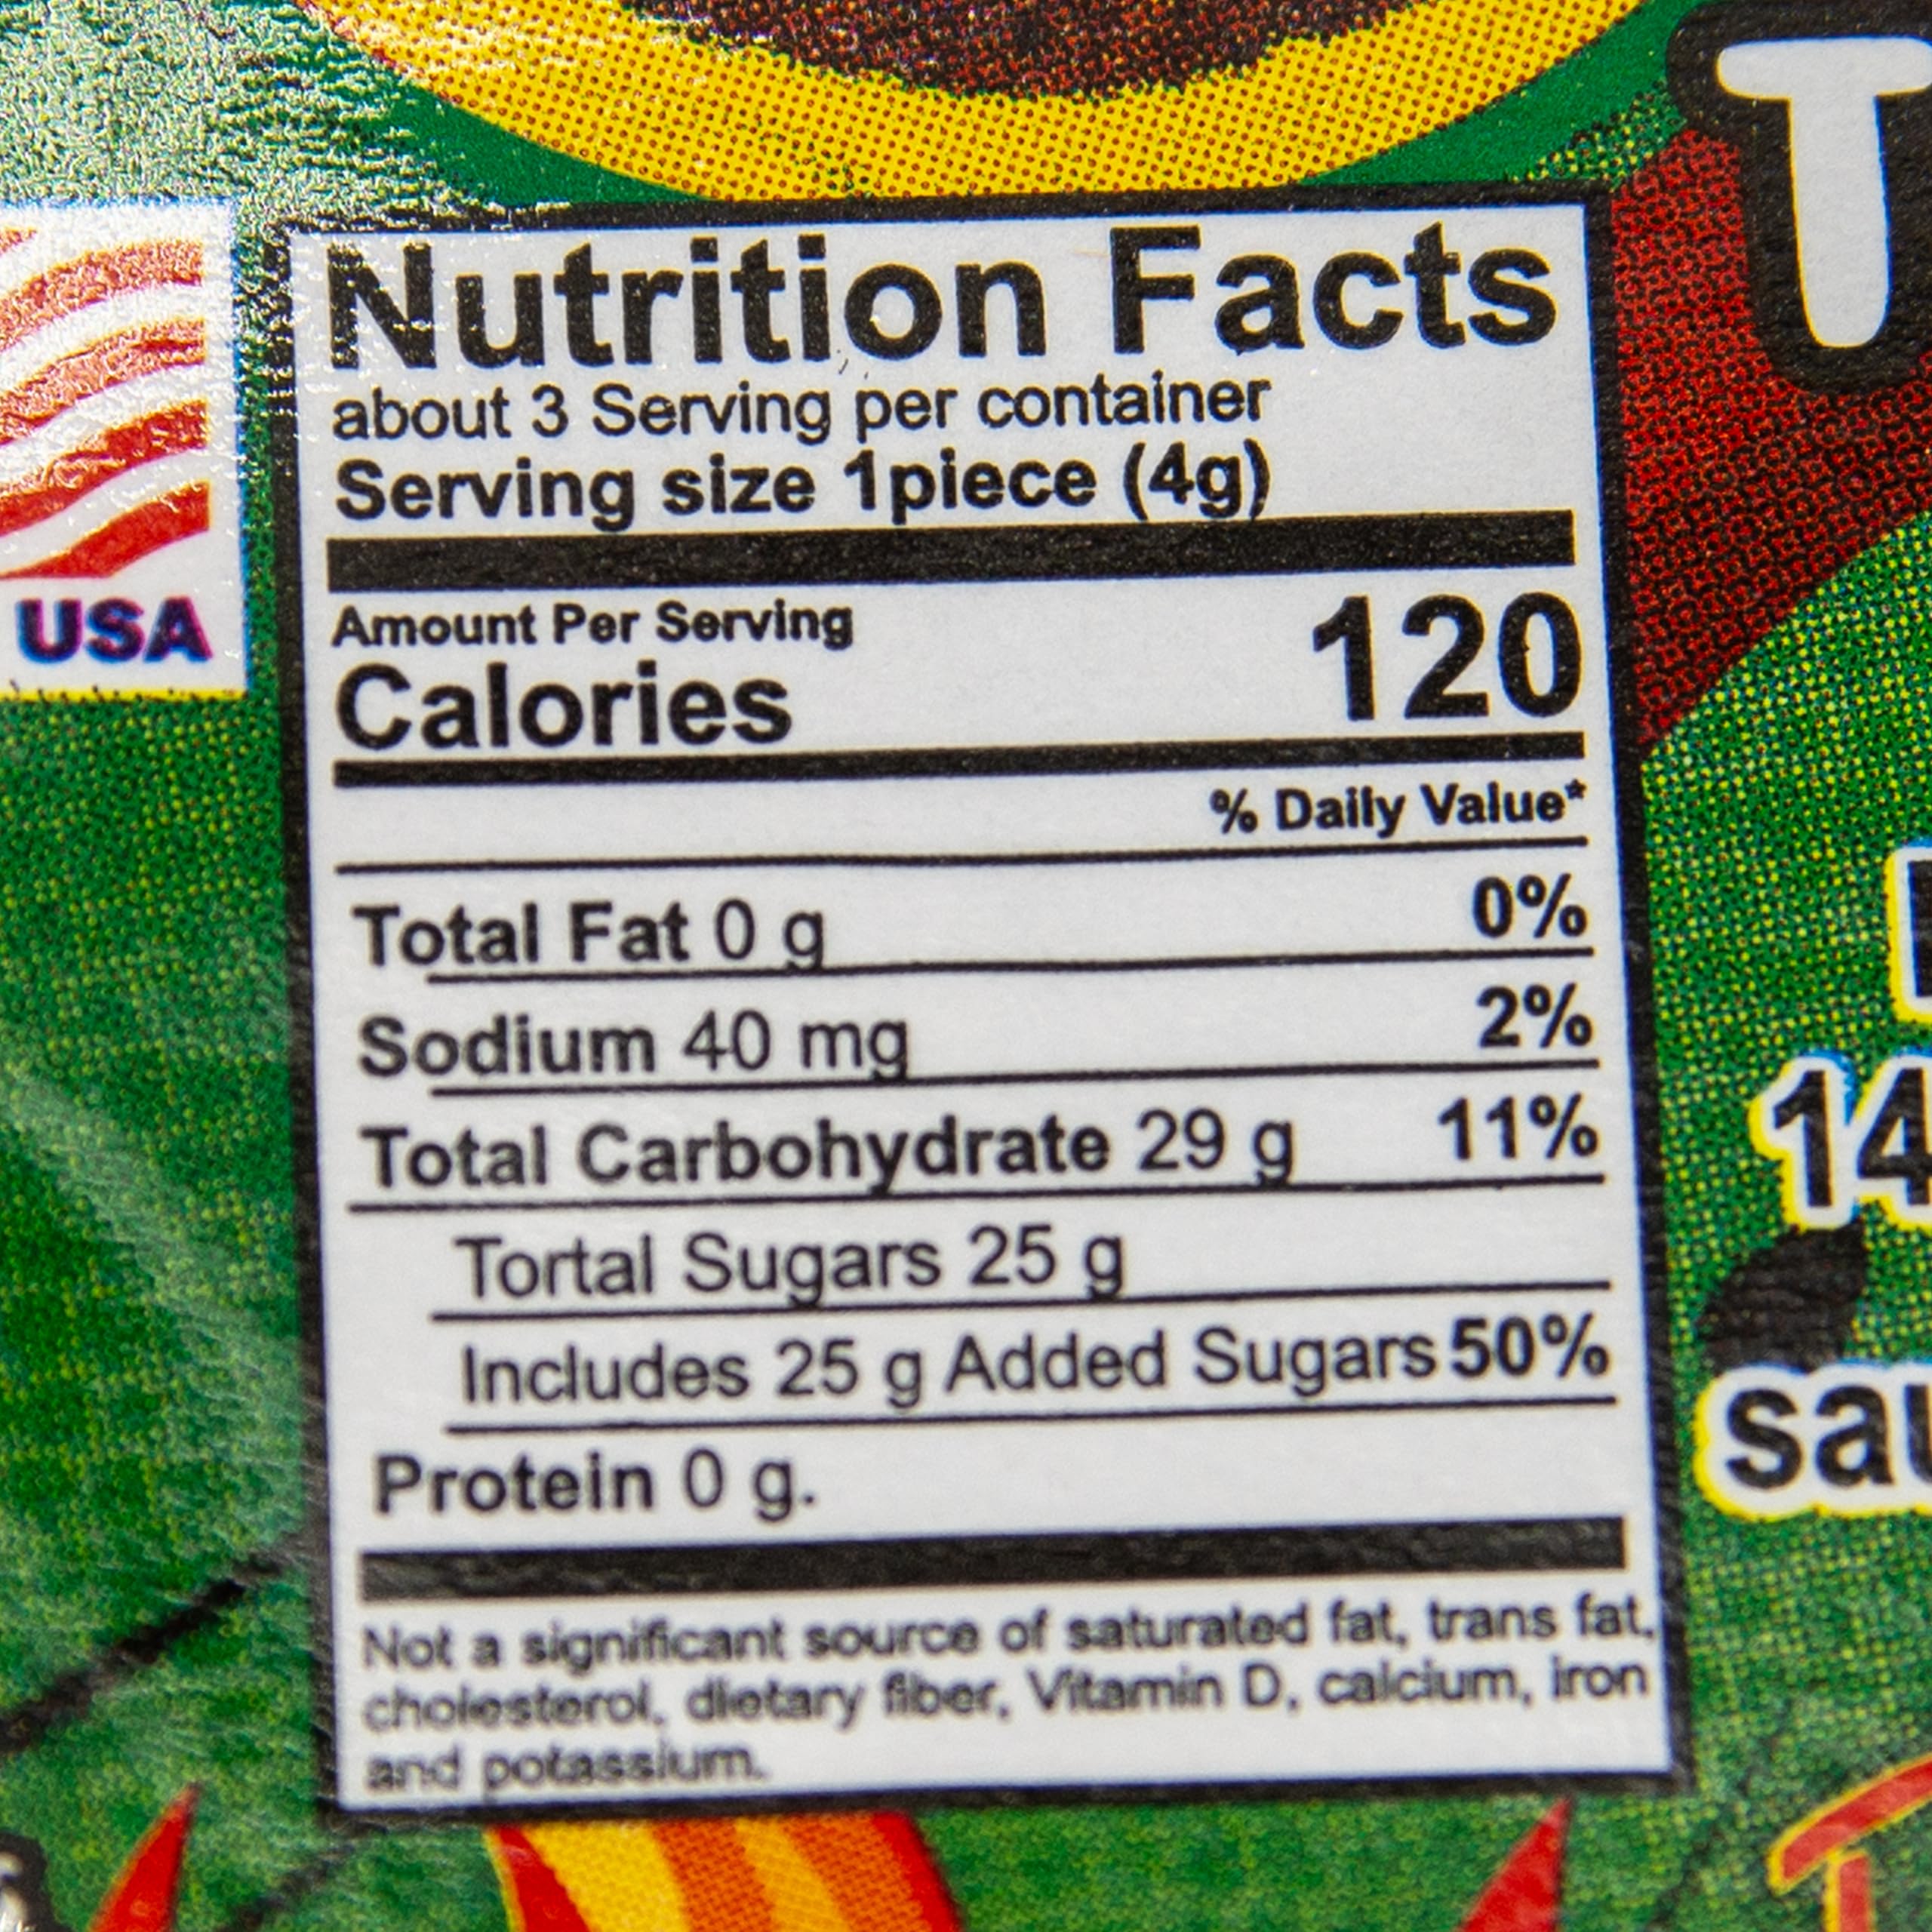 T
USA
Nutrition Facts
about 3 Serving per container
Serving size 1piece (4g)
Amount Per Serving
Calories 120
% Daily Value*
Total Fat 0 g 0%
Sodium 40 mg 2%
Total Carbohydrate 29 g 11%
Tortal Sugars 25 g
Includes 25 g Added Sugars 50%
Protein 0 g.
Not a significant source of saturated fat, trans fat,
cholesterol, dietary fiber, Vitamin D, calcium, iron
and potassium.
14